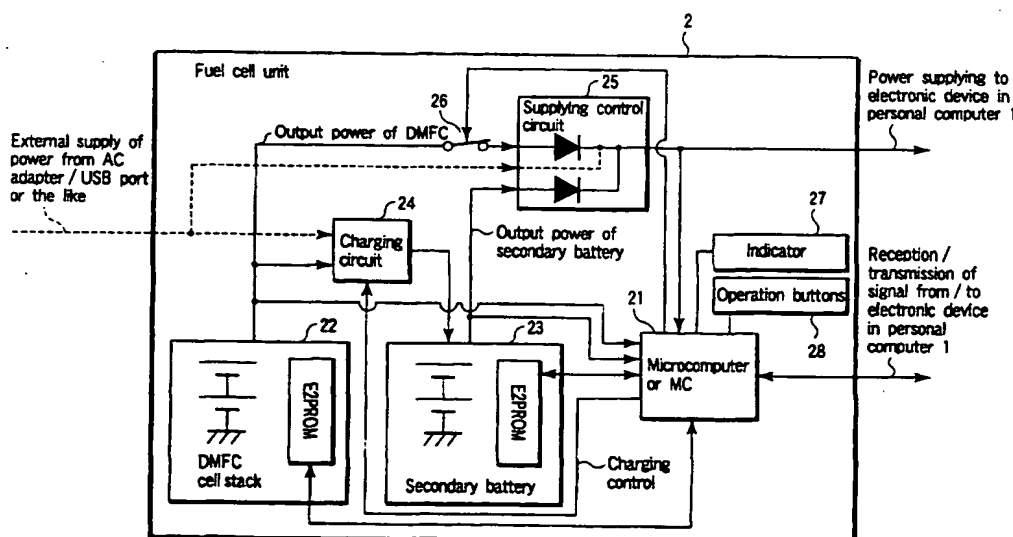 2
Fuel cell unit
25
Supplying control
circuit
26
Output power of DMFC
Power supplying to
electronic device in
personal computer 1
External supply of
power from AC
adapter / USB port
or the like
24
Charging
circuit
Output power of
secondary battery
27
Indicator
Operation buttons
28
Reception /
transmission of
signal from / to
electronic device
in personal
computer 1
21
Microcomputer
or MC
22
E2PROM
DMFC
cell stack
23
E2PROM
Secondary battery
Charging
control